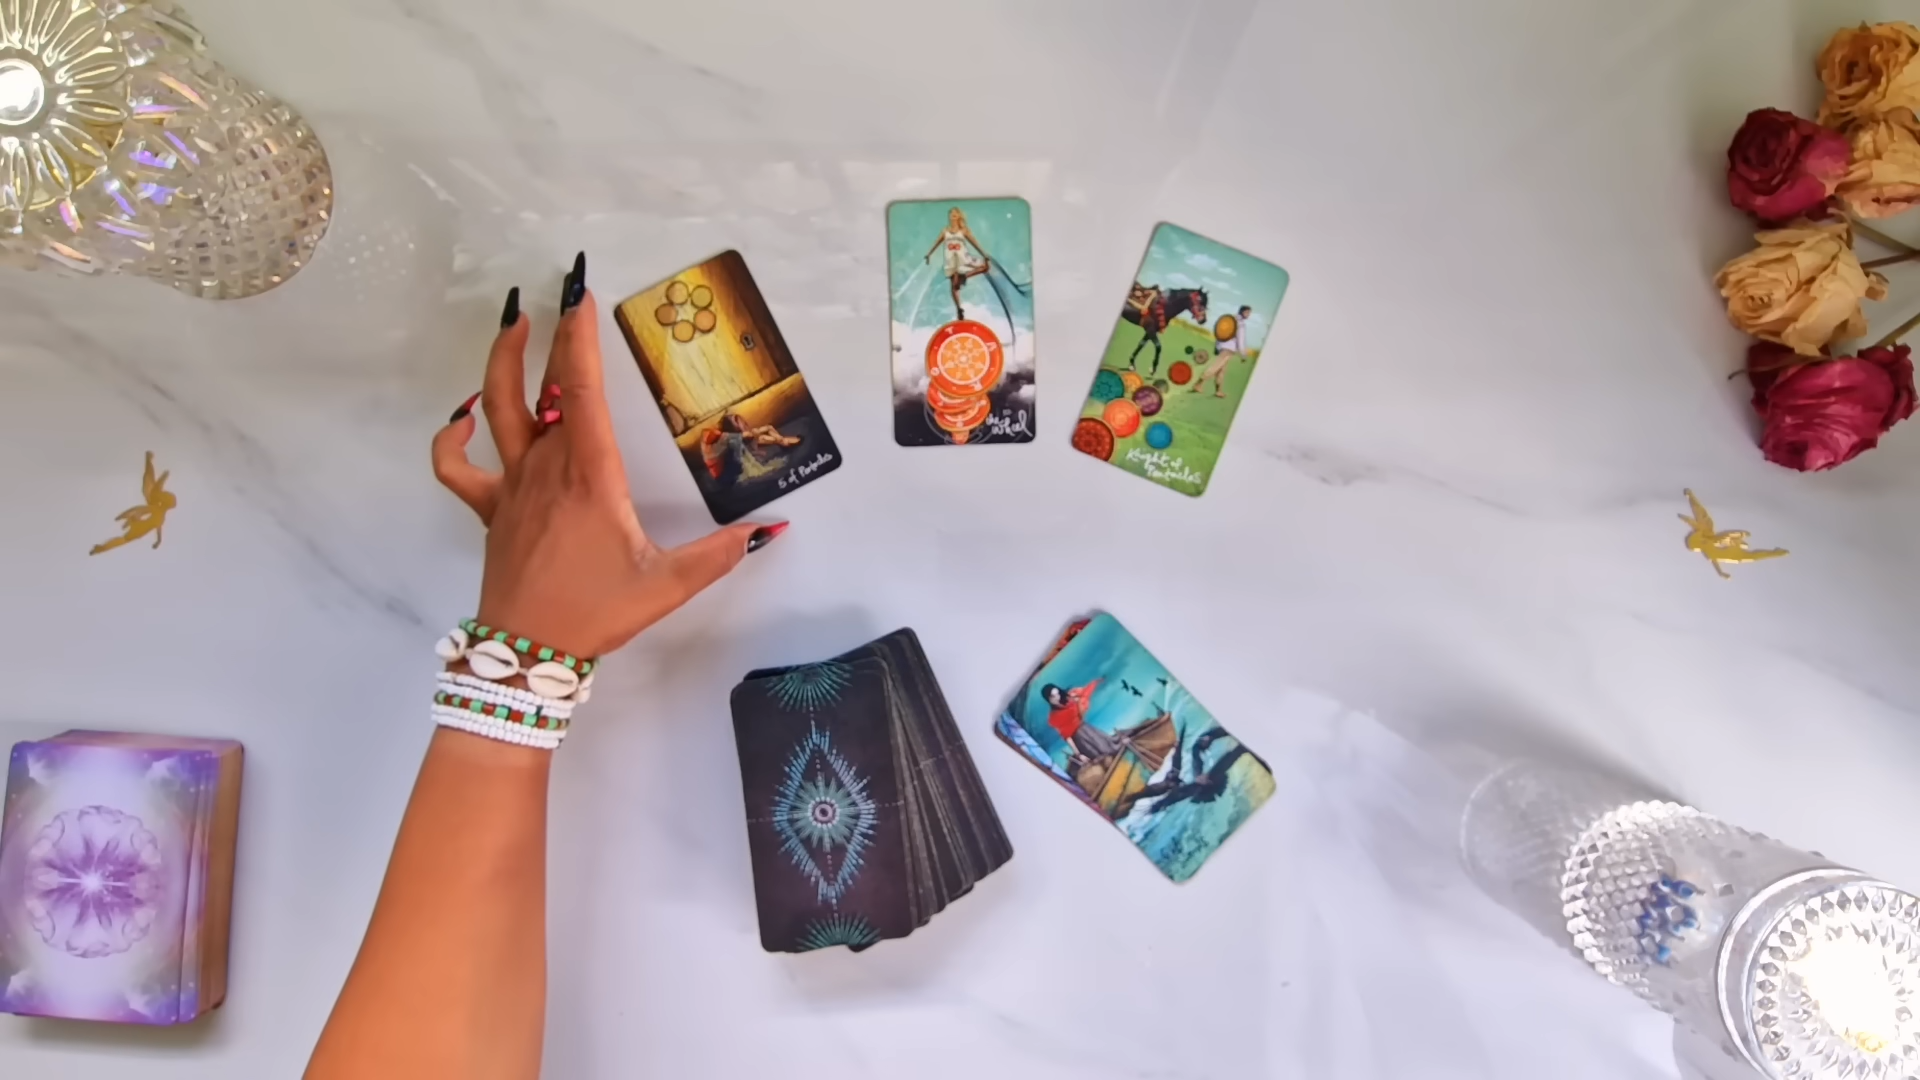 5 of Pentacles
the
Wheel
Knight of
Pentacles